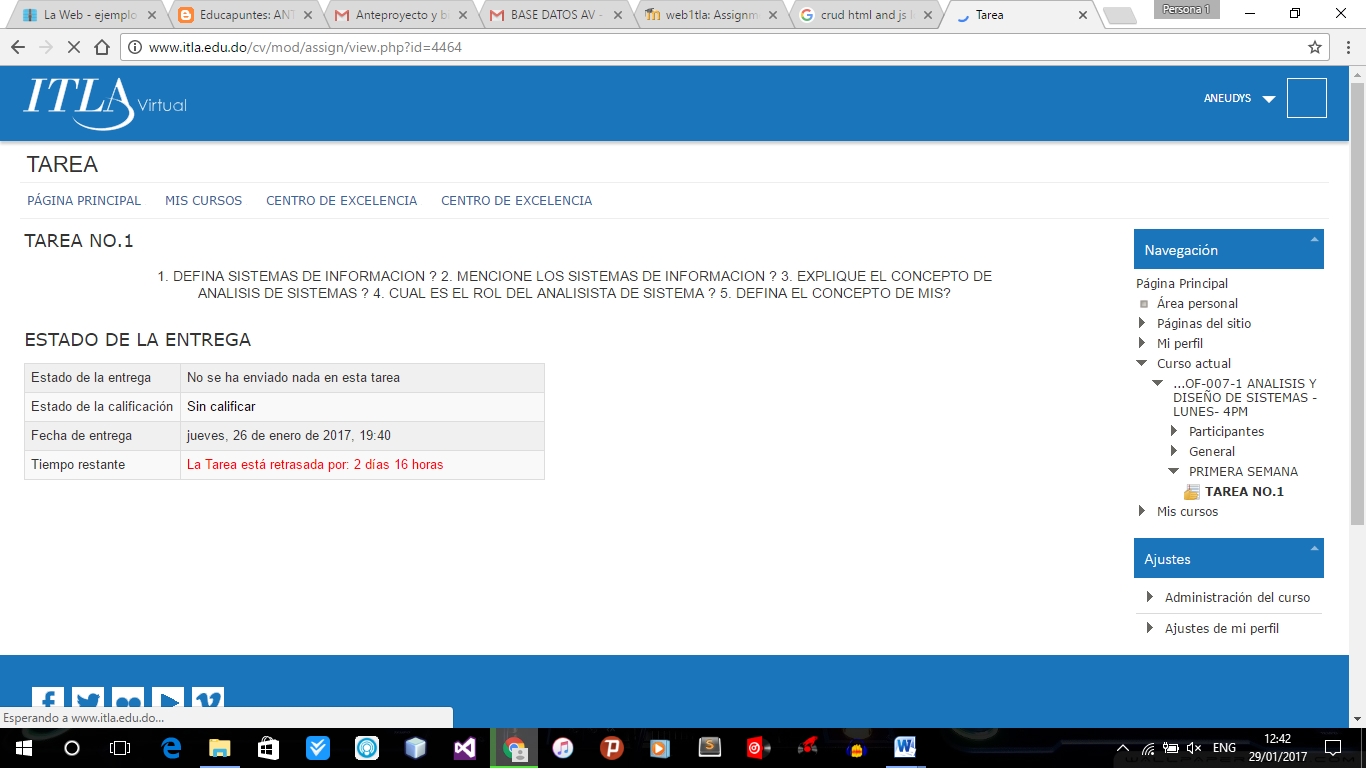 La Web - ejemplo
Educapuntes: ANT
Anteproyecto y bi
BASE DATOS AV -
web1tla: Assignme
crud html and js l
Tarea
Persona 1
www.itla.edu.do/cv/mod/assign/view.php?id=4464
ITLA Virtual
ANEUDYS
TAREA
PÁGINA PRINCIPAL MIS CURSOS CENTRO DE EXCELENCIA CENTRO DE EXCELENCIA
TAREA NO.1
1. DEFINA SISTEMAS DE INFORMACION ? 2. MENCIONE LOS SISTEMAS DE INFORMACION ? 3. EXPLIQUE EL CONCEPTO DE
ANALISIS DE SISTEMAS ? 4. CUAL ES EL ROL DEL ANALISISTA DE SISTEMA ? 5. DEFINA EL CONCEPTO DE MIS?
ESTADO DE LA ENTREGA
Estado de la entrega No se ha enviado nada en esta tarea
Estado de la calificación Sin calificar
Fecha de entrega jueves, 26 de enero de 2017, 19:40
Tiempo restante La Tarea está retrasada por: 2 días 16 horas
Navegación
Página Principal
Área personal
Páginas del sitio
Mi perfil
Curso actual
...OF-007-1 ANALISIS Y
DISEÑO DE SISTEMAS -
LUNES- 4PM
Participantes
General
PRIMERA SEMANA
TAREA NO.1
Mis cursos
Ajustes
Administración del curso
Ajustes de mi perfil
Esperando a www.itla.edu.do...
ENG
12:42
29/01/2017